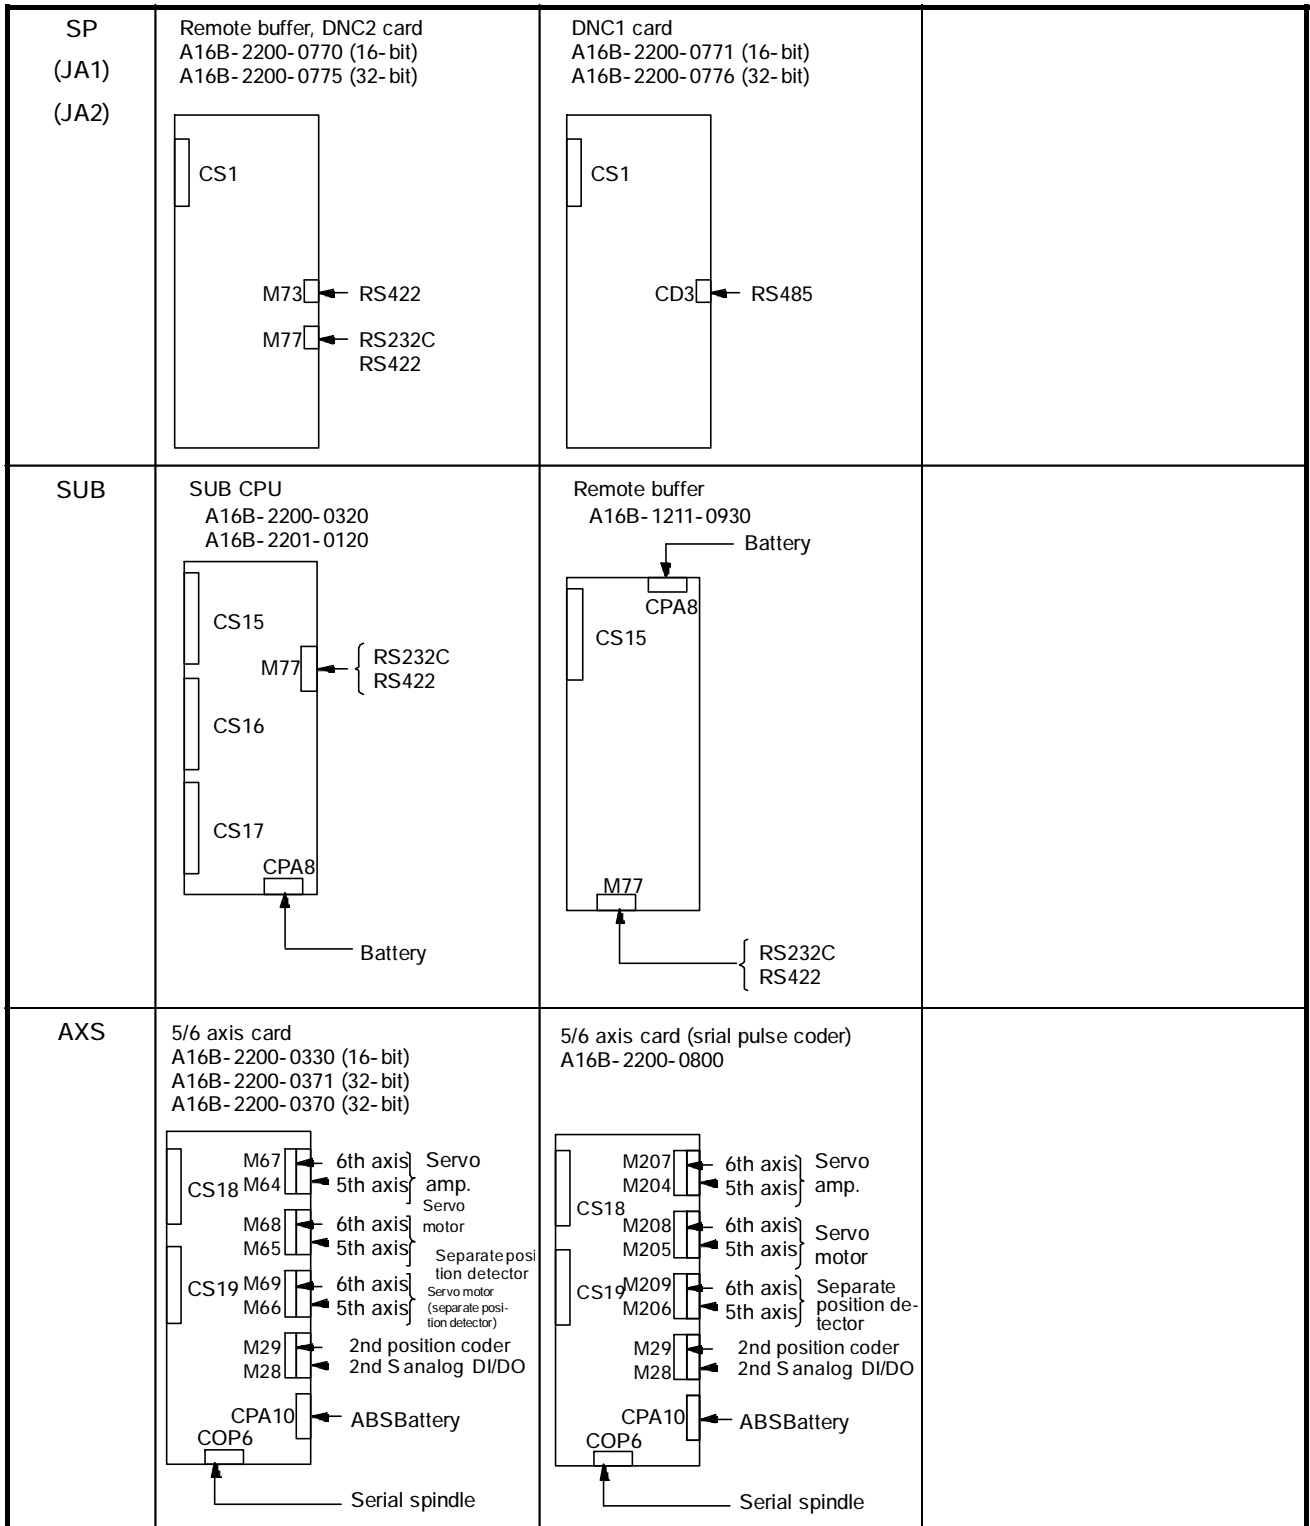 SP
(JA1)
(JA2)
Remote buffer, DNC2 card
A16B-2200-0770 (16-bit)
A16B-2200-0775 (32-bit)
CS1
M73
RS422
M77
RS232C
RS422
DNC1 card
A16B-2200-0771 (16-bit)
A16B-2200-0776 (32-bit)
CS1
CD3
RS485
SUB
SUB CPU
A16B-2200-0320
A16B-2201-0120
CS15
M77
RS232C
RS422
CS16
CS17
CPA8
Battery
Remote buffer
A16B-1211-0930
Battery
CPA8
CS15
M77
RS232C
RS422
AXS
5/6 axis card
A16B-2200-0330 (16-bit)
A16B-2200-0371 (32-bit)
A16B-2200-0370 (32-bit)
M67 6th axis Servo
CS18 M64 5th axis amp.
Servo
M68 6th axis motor
M65 5th axis
Separate posi
tion detector
CS19 M69 6th axis Servo motor
M66 5th axis (separate posi-
tion detector)
M29 2nd position coder
M28 2nd S analog DI/DO
CPA10 ABSBattery
COP6
Serial spindle
5/6 axis card (srial pulse coder)
A16B-2200-0800
M207 6th axis Servo
M204 5th axis amp.
CS18
M208 6th axis Servo
M205 5th axis motor
CS19 M209 6th axis Separate
M206 5th axis position de-
tector
M29 2nd position coder
M28 2nd S analog DI/DO
CPA10 ABSBattery
COP6
Serial spindle